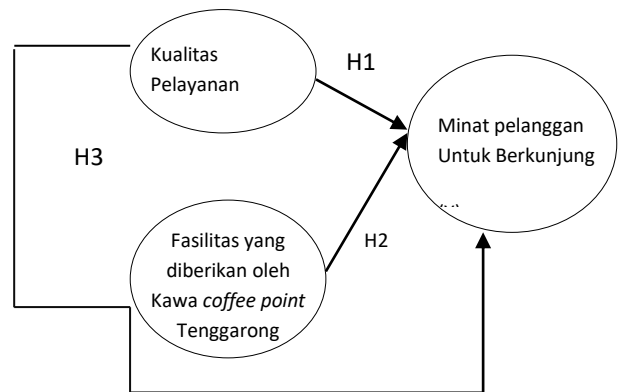 Kualitas
Pelayanan
H1
Minat pelanggan
Untuk Berkunjung
H3
Fasilitas yang
diberikan oleh
Kawa coffee point
Tenggarong
H2